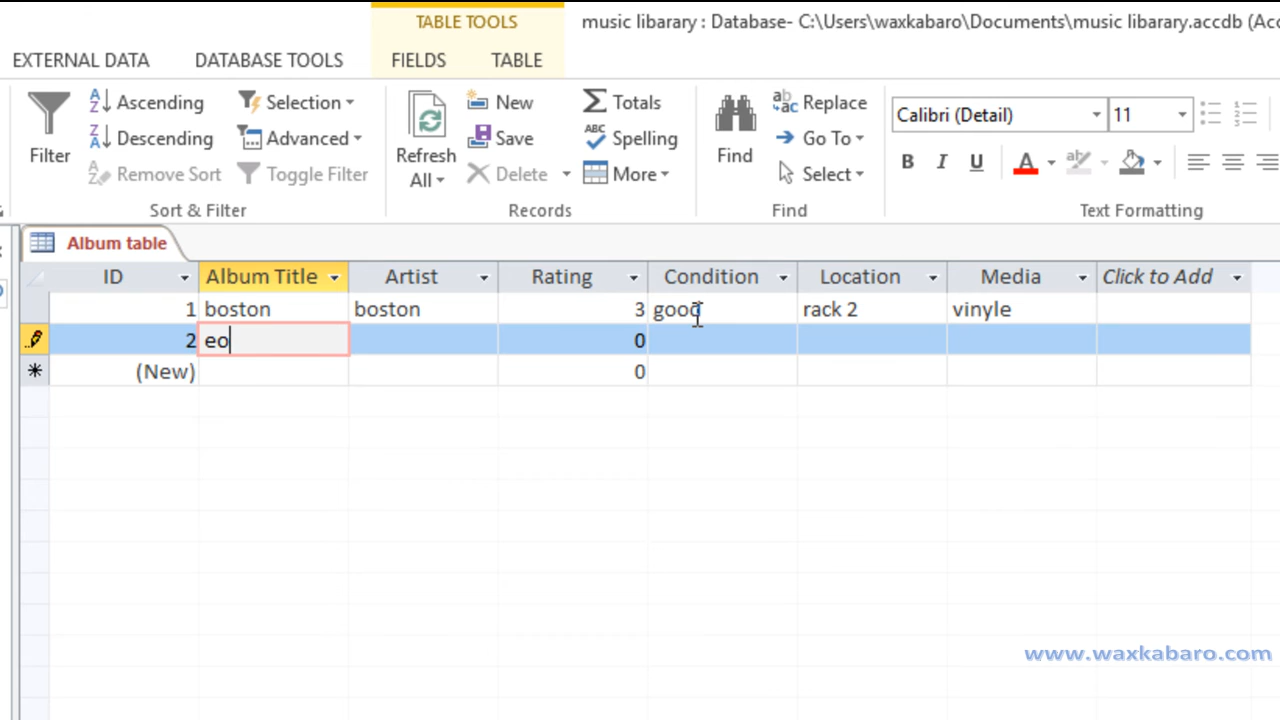 TABLE TOOLS
music libarary : Database- C:\Users\waxkabaro\Documents\music libarary.accdb (Acc
EXTERNAL DATA DATABASE TOOLS FIELDS TABLE
Filter
Ascending
Descending
Remove Sort
Selection
Advanced
Toggle Filter
Sort & Filter
Refresh
All
New
Save
Delete
Totals
Spelling
More
Records
Find
Replace
Go To
Select
Find
Calibri (Detail) 11
B I U A
Text Formatting
Album table
ID Album Title Artist Rating Condition Location Media Click to Add
1 boston boston 3 good rack 2 vinyle
2 eo 0
(New) 0
www.waxkabaro.com